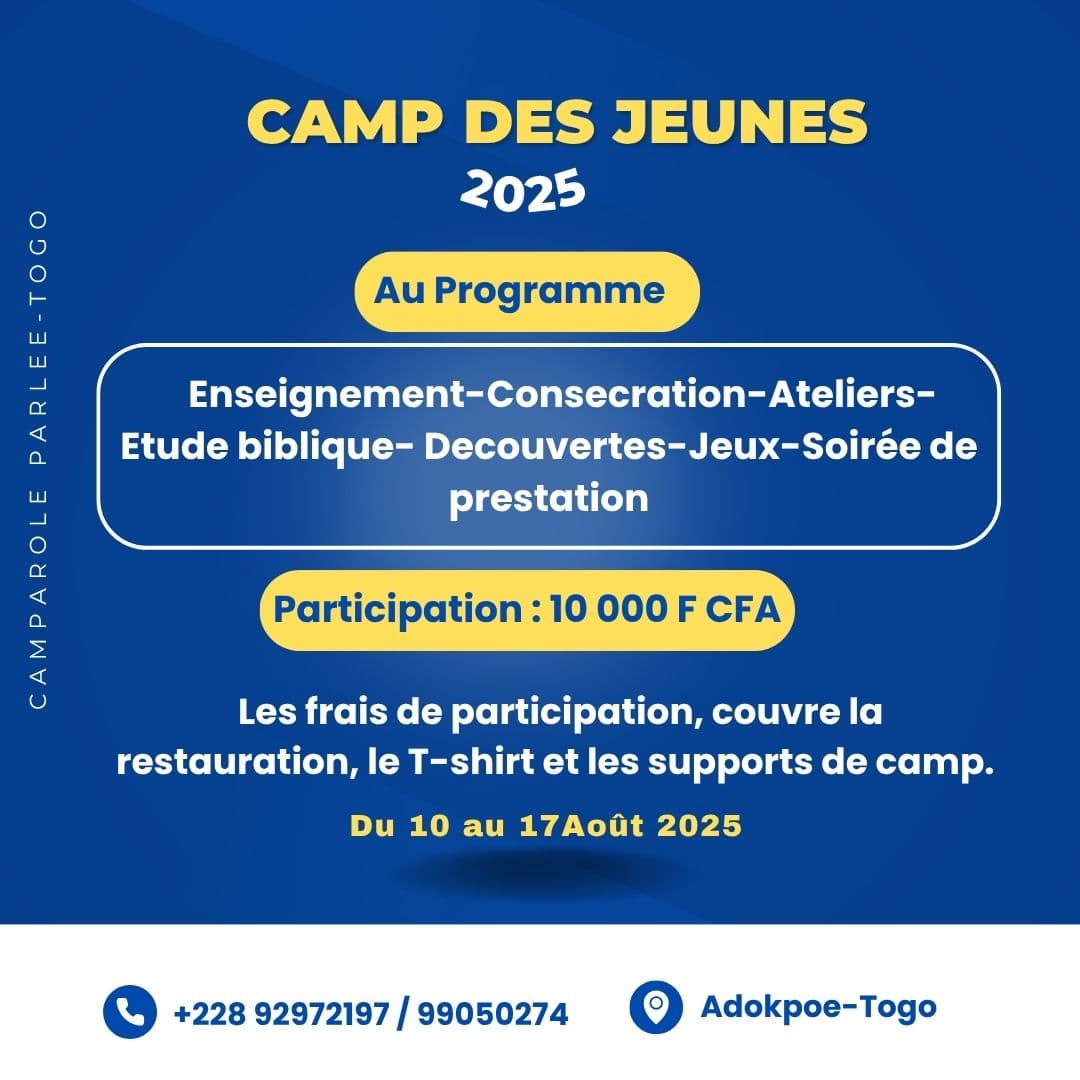 CAMP DES JEUNES
2025
CAMPAROLE PARLEE-TOGO
Au Programme
Enseignement-Consecration-Ateliers-
Etude biblique- Decouvertes-Jeux-Soirée de
prestation
Participation : 10 000 F CFA
Les frais de participation, couvre la
restauration, le T-shirt et les supports de camp.
Du 10 au 17Août 2025
+228 92972197 / 99050274
Adokpoe-Togo